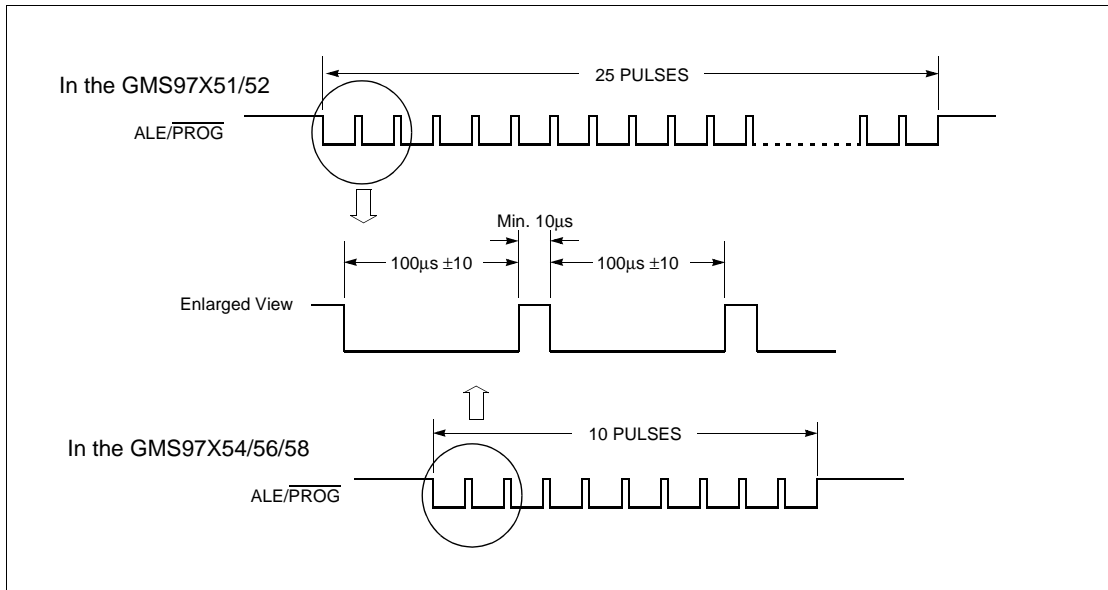 25 PULSES
In the GMS97X51/52
ALE/PROG
Min. 10μs
100μs ±10
100μs ±10
Enlarged View
10 PULSES
In the GMS97X54/56/58
ALE/PROG